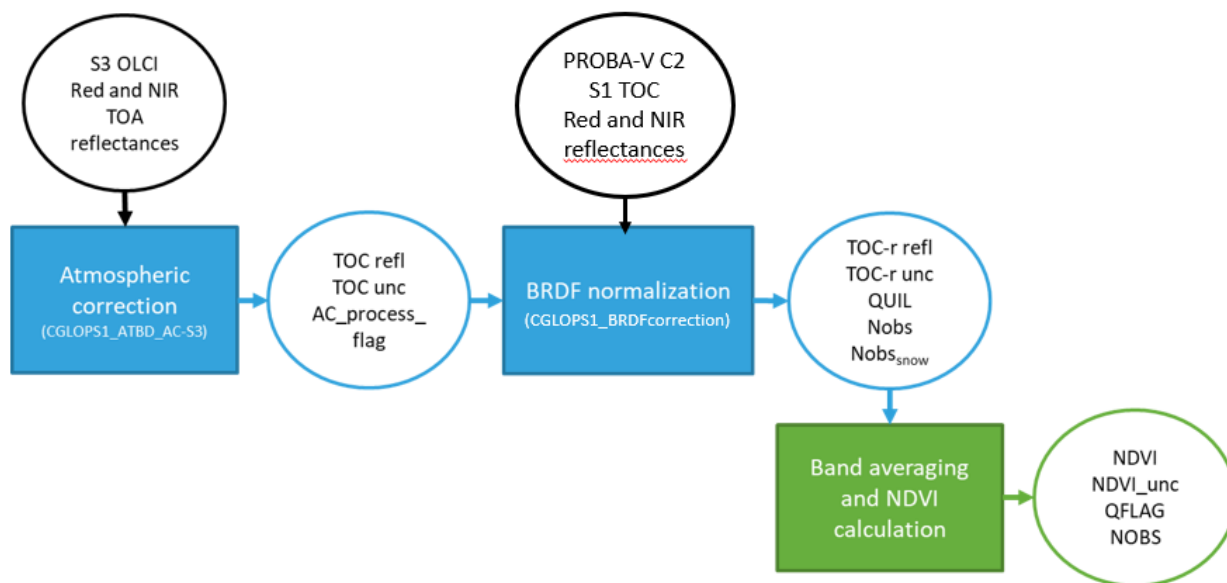 S3 OLCI
Red and NIR
TOA
reflectances
PROBA-V C2
S1 TOC
Red and NIR
reflectances
Atmospheric
correction
(CGLOPS1_ATBD_AC-S3)
TOC refl
TOC unc
AC_process_
flag
BRDF normalization
(CGLOPS1_BRDFcorrection)
TOC-r refl
TOC-r unc
QUIL
Nobs
Nobssnow
Band averaging
and NDVI
calculation
NDVI
NDVI_unc
QFLAG
NOBS